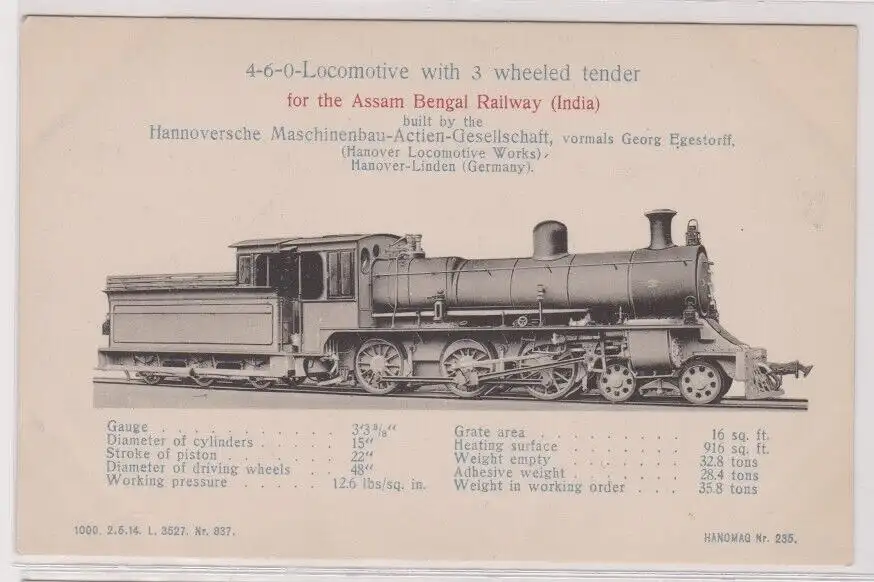 4-6-0-Locomotive with 3 wheeled tender
for the Assam Bengal Railway (India)
built by the
Hannoversche Maschinenbau-Actien-Gesellschaft, vormals Georg Egestorff,
(Hanover Locomotive Works),
Hanover-Linden (Germany).
Gauge . . . . . . . . . . . . 3'3 3/8"
Diameter of cylinders . . . . . 15"
Stroke of piston . . . . . . . 22"
Diameter of driving wheels . . 48"
Working pressure . . . . . 12.6 lbs/sq. in.
Grate area . . . . . . . 16 sq. ft.
Heating surface . . . . . . 916 sq. ft.
Weight empty . . . . . . 32.8 tons
Adhesive weight . . . . . . 28.4 tons
Weight in working order . . . 35.8 tons
1000. 2.5.14. L. 3527. Nr. 837.
HANOMAG Nr. 235.